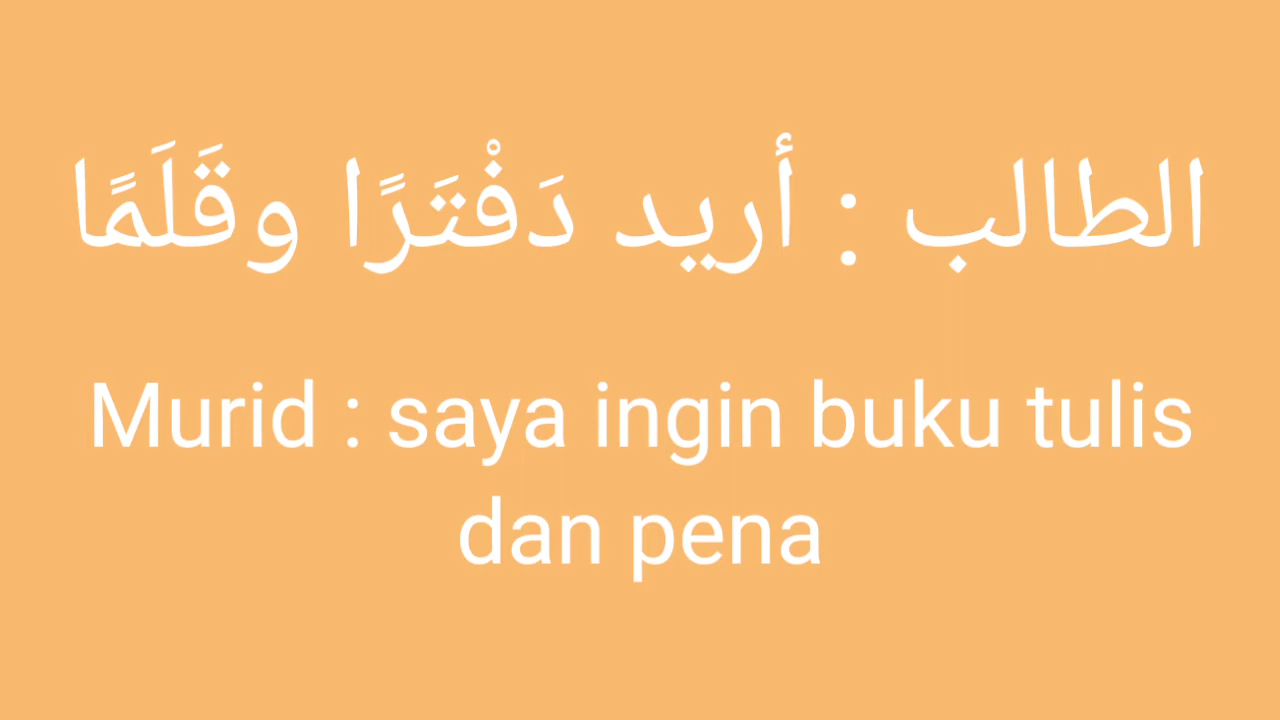 الطالب : أريد دَفْتَرًا وقَلَمًا
Murid : saya ingin buku tulis
dan pena